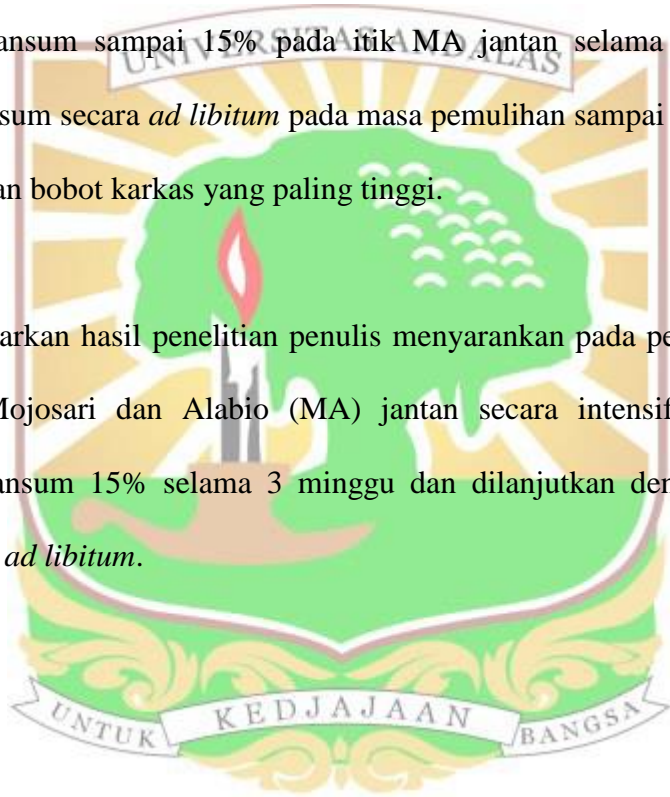 ansum sampai 15% pada itik MA jantan selama
UNIVERSITAS ANDALAS
sum secara ad libitum pada masa pemulihan sampai
an bobot karkas yang paling tinggi.
arkan hasil penelitian penulis menyarankan pada pe
Mojosari dan Alabio (MA) jantan secara intensif
ansum 15% selama 3 minggu dan dilanjutkan den
ad libitum.
UNTUK KEDJAJAAN BANGSA